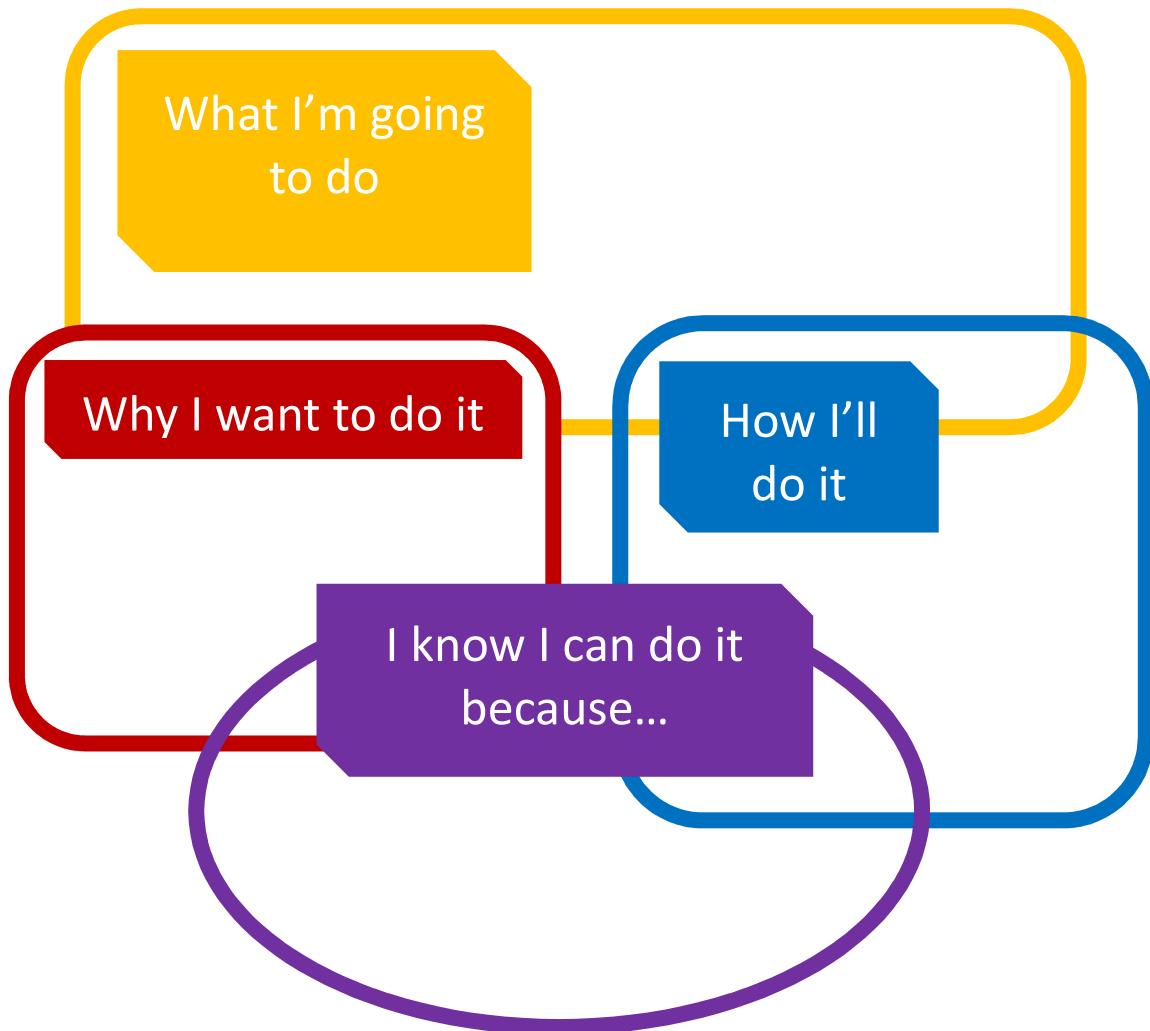 What I’m going
to do
Why I want to do it
How I’ll
do it
I know I can do it
because…